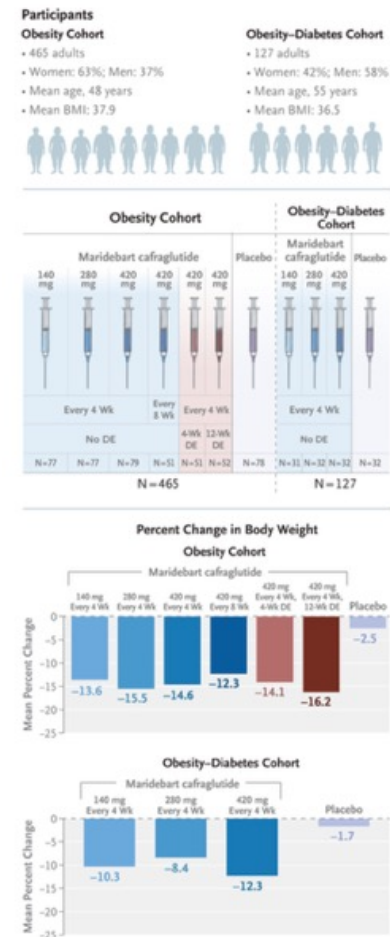 Participants
Obesity Cohort
• 465 adults
• Women: 63%; Men: 37%
• Mean age, 48 years
• Mean BMI: 37.9
Obesity–Diabetes Cohort
• 127 adults
• Women: 42%; Men: 58%
• Mean age, 55 years
• Mean BMI: 36.5
Obesity Cohort
Obesity–Diabetes
Cohort
Maridebart cafraglutide
Placebo
Maridebart
cafraglutide
Placebo
140 mg
280 mg
420 mg
420 mg
420 mg
420 mg
140 mg
280 mg
420 mg
Every 4 Wk
Every 8 Wk
Every 4 Wk
Every 4 Wk
No DE
4-Wk DE
12-Wk DE
No DE
N=77
N=77
N=79
N=51
N=51
N=52
N=78
N=31
N=32
N=32
N=32
N=465
N=127
Percent Change in Body Weight
Obesity Cohort
Maridebart cafraglutide
140 mg
Every 4 Wk
280 mg
Every 4 Wk
420 mg
Every 4 Wk
420 mg
Every 8 Wk
420 mg
Every 4 Wk,
4-Wk DE
420 mg
Every 4 Wk,
12-Wk DE
Placebo
Mean Percent Change
0
-5
-10
-15
-20
-25
−13.6
−15.5
−14.6
−12.3
−14.1
−16.2
−2.5
Obesity–Diabetes Cohort
Maridebart cafraglutide
140 mg
Every 4 Wk
280 mg
Every 4 Wk
420 mg
Every 4 Wk
Placebo
Mean Percent Change
0
-5
-10
-15
-20
-25
−10.3
−8.4
−12.3
−1.7